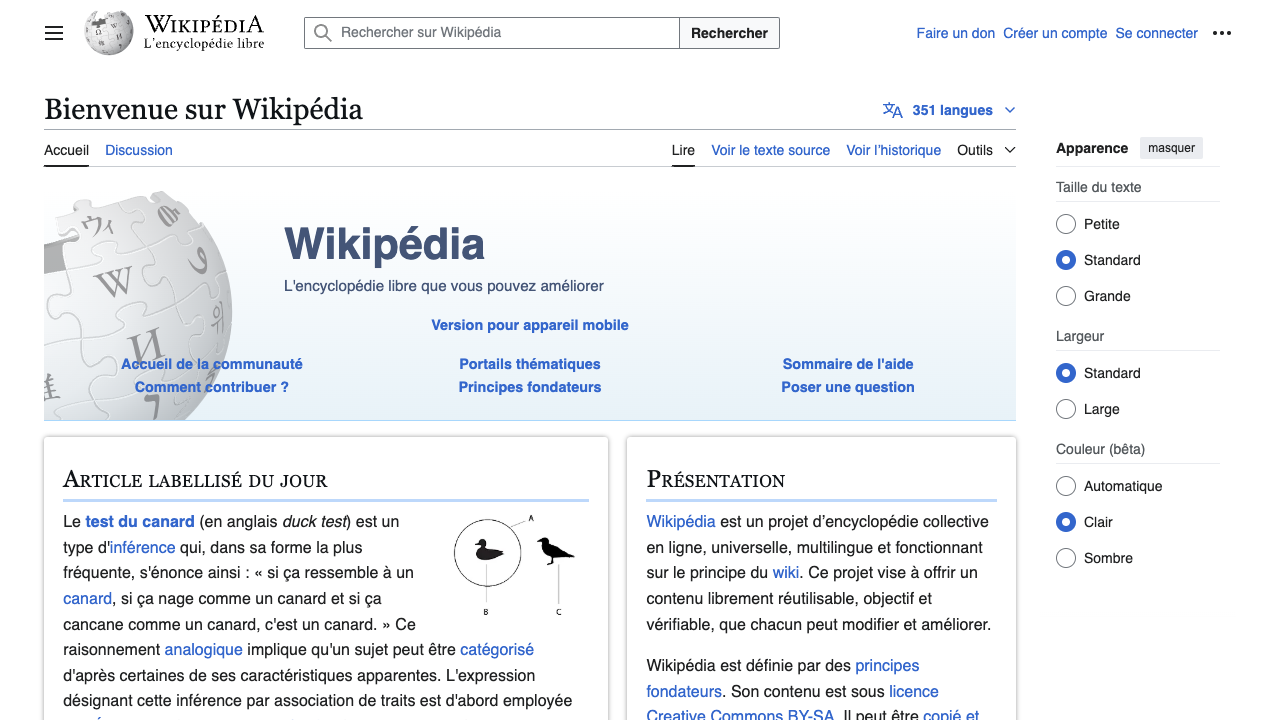 WIKIPÉDIA
L'encyclopédie libre
Rechercher sur Wikipédia
Rechercher
Faire un don Créer un compte Se connecter
Bienvenue sur Wikipédia
351 langues
Accueil Discussion
Lire Voir le texte source Voir l’historique Outils
Wikipédia
L'encyclopédie libre que vous pouvez améliorer
Version pour appareil mobile
Accueil de la communauté
Comment contribuer ?
Portails thématiques
Principes fondateurs
Sommaire de l'aide
Poser une question
Article labellisé du jour
Le test du canard (en anglais duck test) est un
type d'inférence qui, dans sa forme la plus
fréquente, s'énonce ainsi : « si ça ressemble à un
canard, si ça nage comme un canard et si ça
cancane comme un canard, c'est un canard. » Ce
raisonnement analogique implique qu'un sujet peut être catégorisé
d'après certaines de ses caractéristiques apparentes. L'expression
désignant cette inférence par association de traits est d'abord employée
A
B
C
Présentation
Wikipédia est un projet d’encyclopédie collective
en ligne, universelle, multilingue et fonctionnant
sur le principe du wiki. Ce projet vise à offrir un
contenu librement réutilisable, objectif et
vérifiable, que chacun peut modifier et améliorer.
Wikipédia est définie par des principes
fondateurs. Son contenu est sous licence
Creative Commons BY-SA. Il peut être copié et
Apparence
masquer
Taille du texte
Petite
Standard
Grande
Largeur
Standard
Large
Couleur (bêta)
Automatique
Clair
Sombre